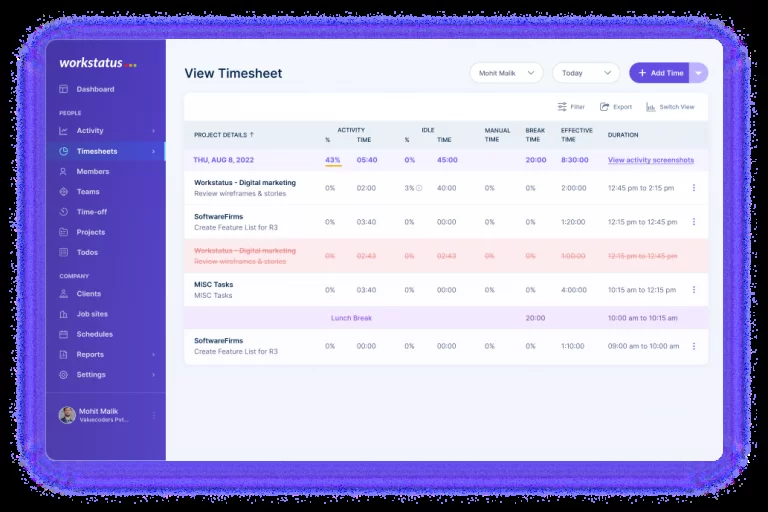 workstatus
View Timesheet
Mohit Malik
Today
+ Add Time
Dashboard
Filter
Export
Switch View
PEOPLE
Activity
Timesheets
Members
Teams
Time-off
Projects
Todos
COMPANY
Clients
Job sites
Schedules
Reports
Settings
Mohit Malik
Valuecoders Pvt...
PROJECT DETAILS ↑ ACTIVITY % TIME IDLE % TIME MANUAL TIME BREAK TIME EFFECTIVE TIME DURATION
THU, AUG 8, 2022 43% 05:40 0% 45:00 20:00 8:30:00 View activity screenshots
Workstatus - Digital marketing
Review wireframes & stories
0% 02:00 3% 40:00 0% 0% 2:00:00 12:45 pm to 2:15 pm
SoftwareFirms
Create Feature List for R3
0% 03:40 0% 00:00 0% 0% 1:20:00 12:15 pm to 12:45 pm
Workstatus - Digital marketing
Review wireframes & stories
0% 02:43 0% 02:43 0% 0% 1:00:00 12:15 pm to 12:45 pm
MISC Tasks
MISC Tasks
0% 03:40 0% 00:00 0% 0% 4:00:00 10:15 am to 12:15 pm
Lunch Break 20:00 10:00 am to 10:15 am
SoftwareFirms
Create Feature List for R3
0% 00:00 0% 00:00 0% 0% 1:10:00 09:00 am to 10:00 am